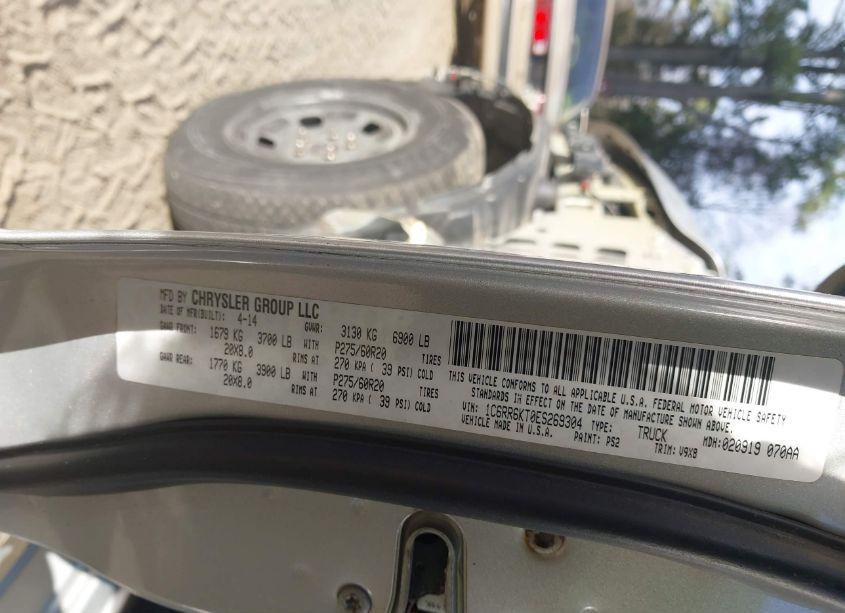 MFD BY CHRYSLER GROUP LLC
DATE OF MFR(BUILT): 4-14 GVWR: 3130 KG 6900 LB
GAWR FRONT: 1679 KG 3700 LB WITH P275/60R20 TIRES
20X8.0 RIMS AT 270 KPA ( 39 PSI) COLD
GAWR REAR: 1770 KG 3900 LB WITH P275/60R20 TIRES
20X8.0 RIMS AT 270 KPA ( 39 PSI) COLD
THIS VEHICLE CONFORMS TO ALL APPLICABLE U.S.A. FEDERAL MOTOR VEHICLE SAFETY
STANDARDS IN EFFECT ON THE DATE OF MANUFACTURE SHOWN ABOVE.
VIN: 1C6RR6KT0ES269304 TYPE: TRUCK MDH:020919 070AA
VEHICLE MADE IN U.S.A. PAINT: PS2 TRIM: V9X8